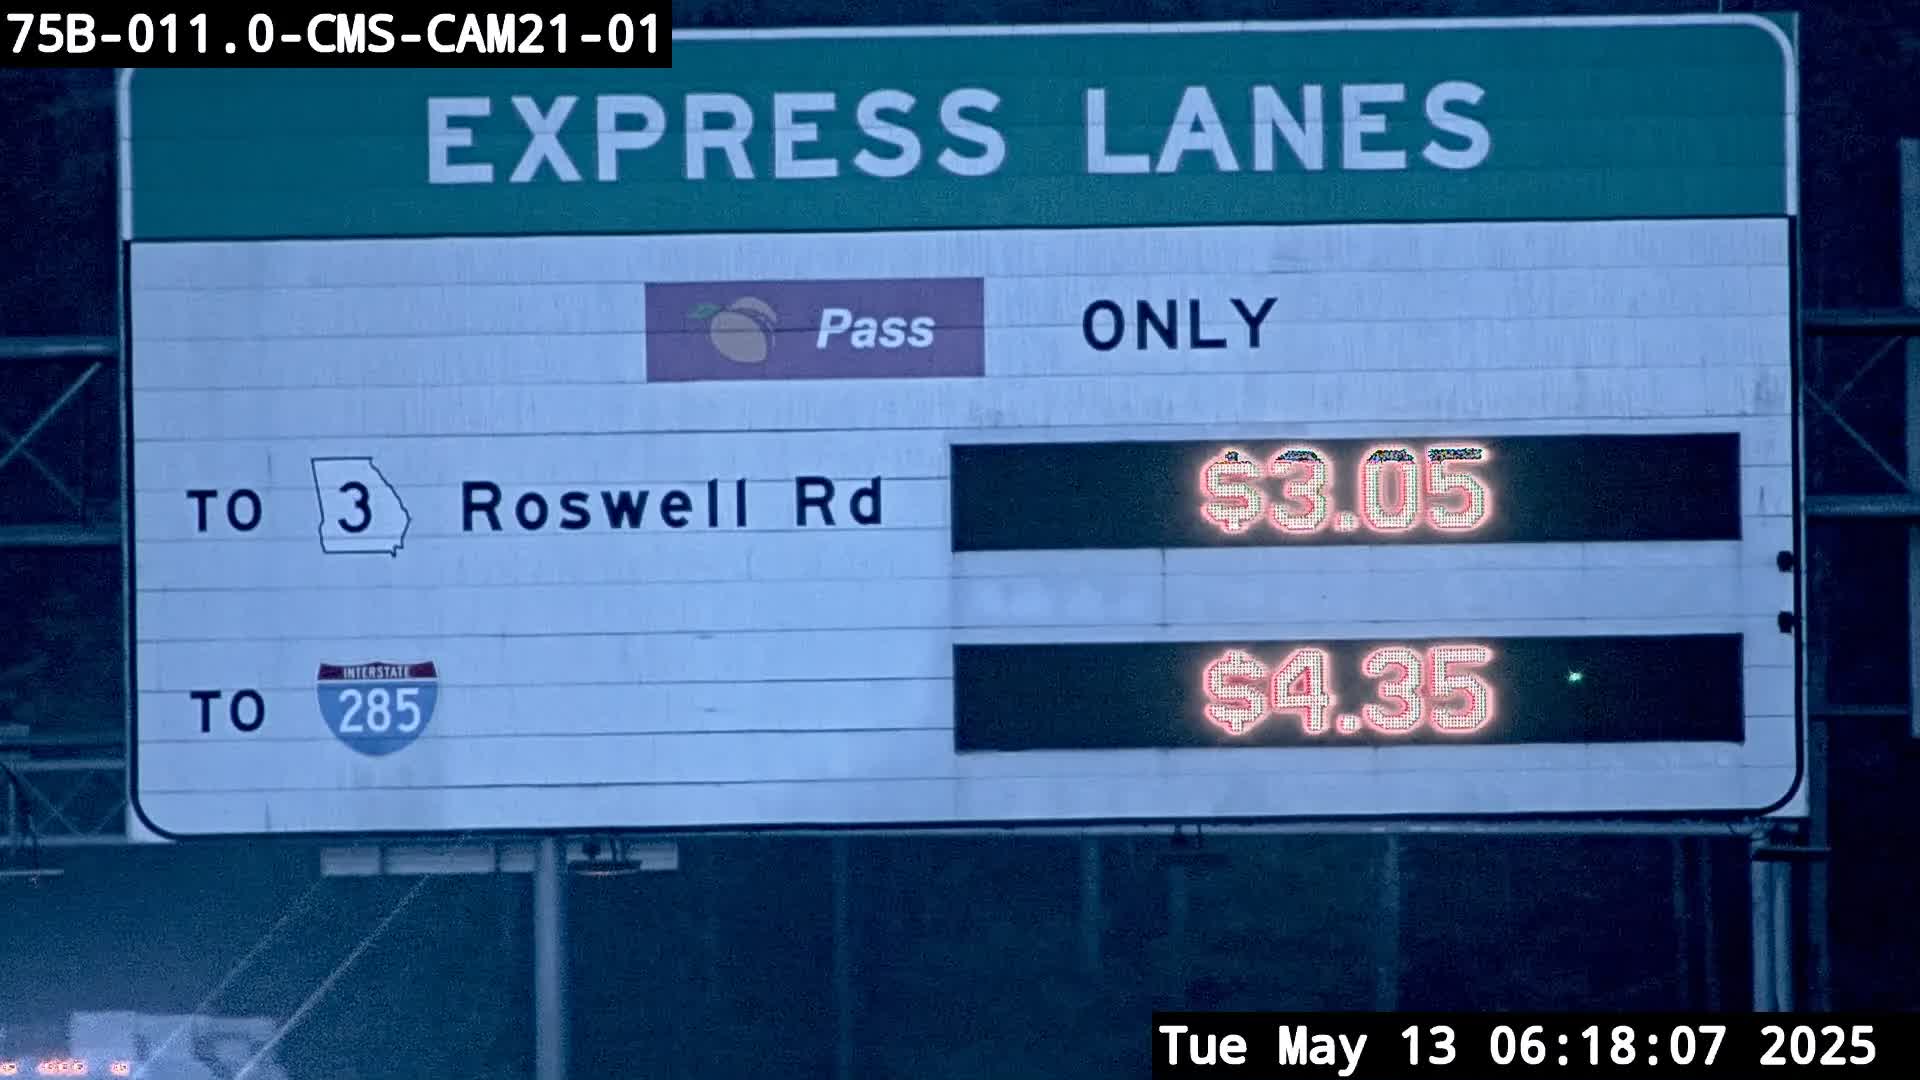 75B-011.0-CMS-CAM21-01
EXPRESS LANES
Pass ONLY
TO 3 Roswell Rd $3.05
INTERSTATE
TO 285 $4.35
Tue May 13 06:18:07 2025